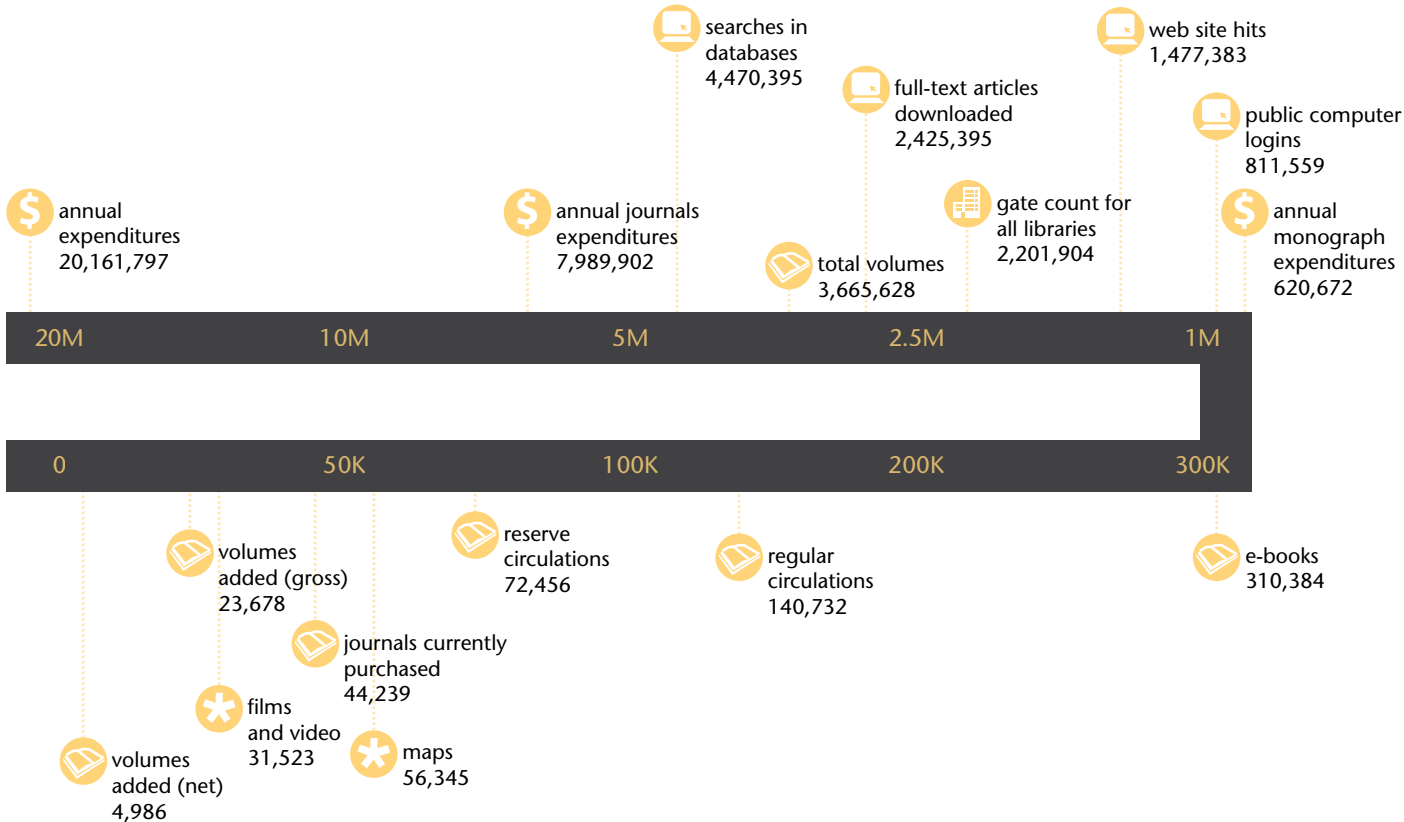 searches in
databases
4,470,395
web site hits
1,477,383
full-text articles
downloaded
2,425,395
public computer
logins
811,559
$ annual
expenditures
20,161,797
$ annual journals
expenditures
7,989,902
total volumes
3,665,628
gate count for
all libraries
2,201,904
$ annual
monograph
expenditures
620,672
20M 10M 5M 2.5M 1M
0 50K 100K 200K 300K
volumes
added (net)
4,986
volumes
added (gross)
23,678
films
and video
31,523
journals currently
purchased
44,239
maps
56,345
reserve
circulations
72,456
regular
circulations
140,732
e-books
310,384